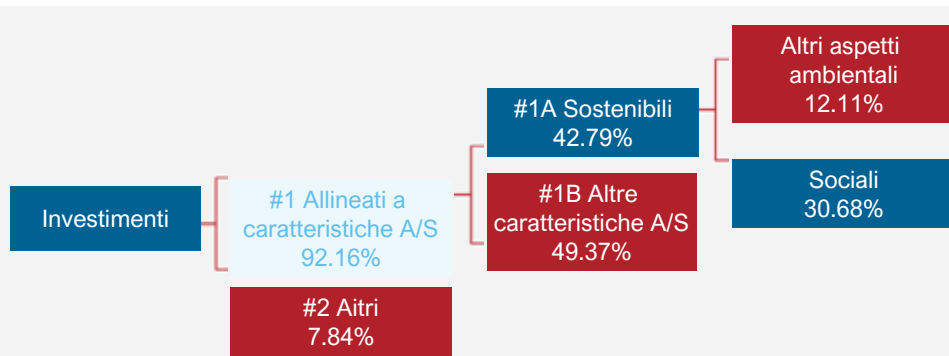 Investimenti
#1 Allineati a
caratteristiche A/S
92.16%
#2 Aitri
7.84%
#1A Sostenibili
42.79%
#1B Altre
caratteristiche A/S
49.37%
Altri aspetti
ambientali
12.11%
Sociali
30.68%